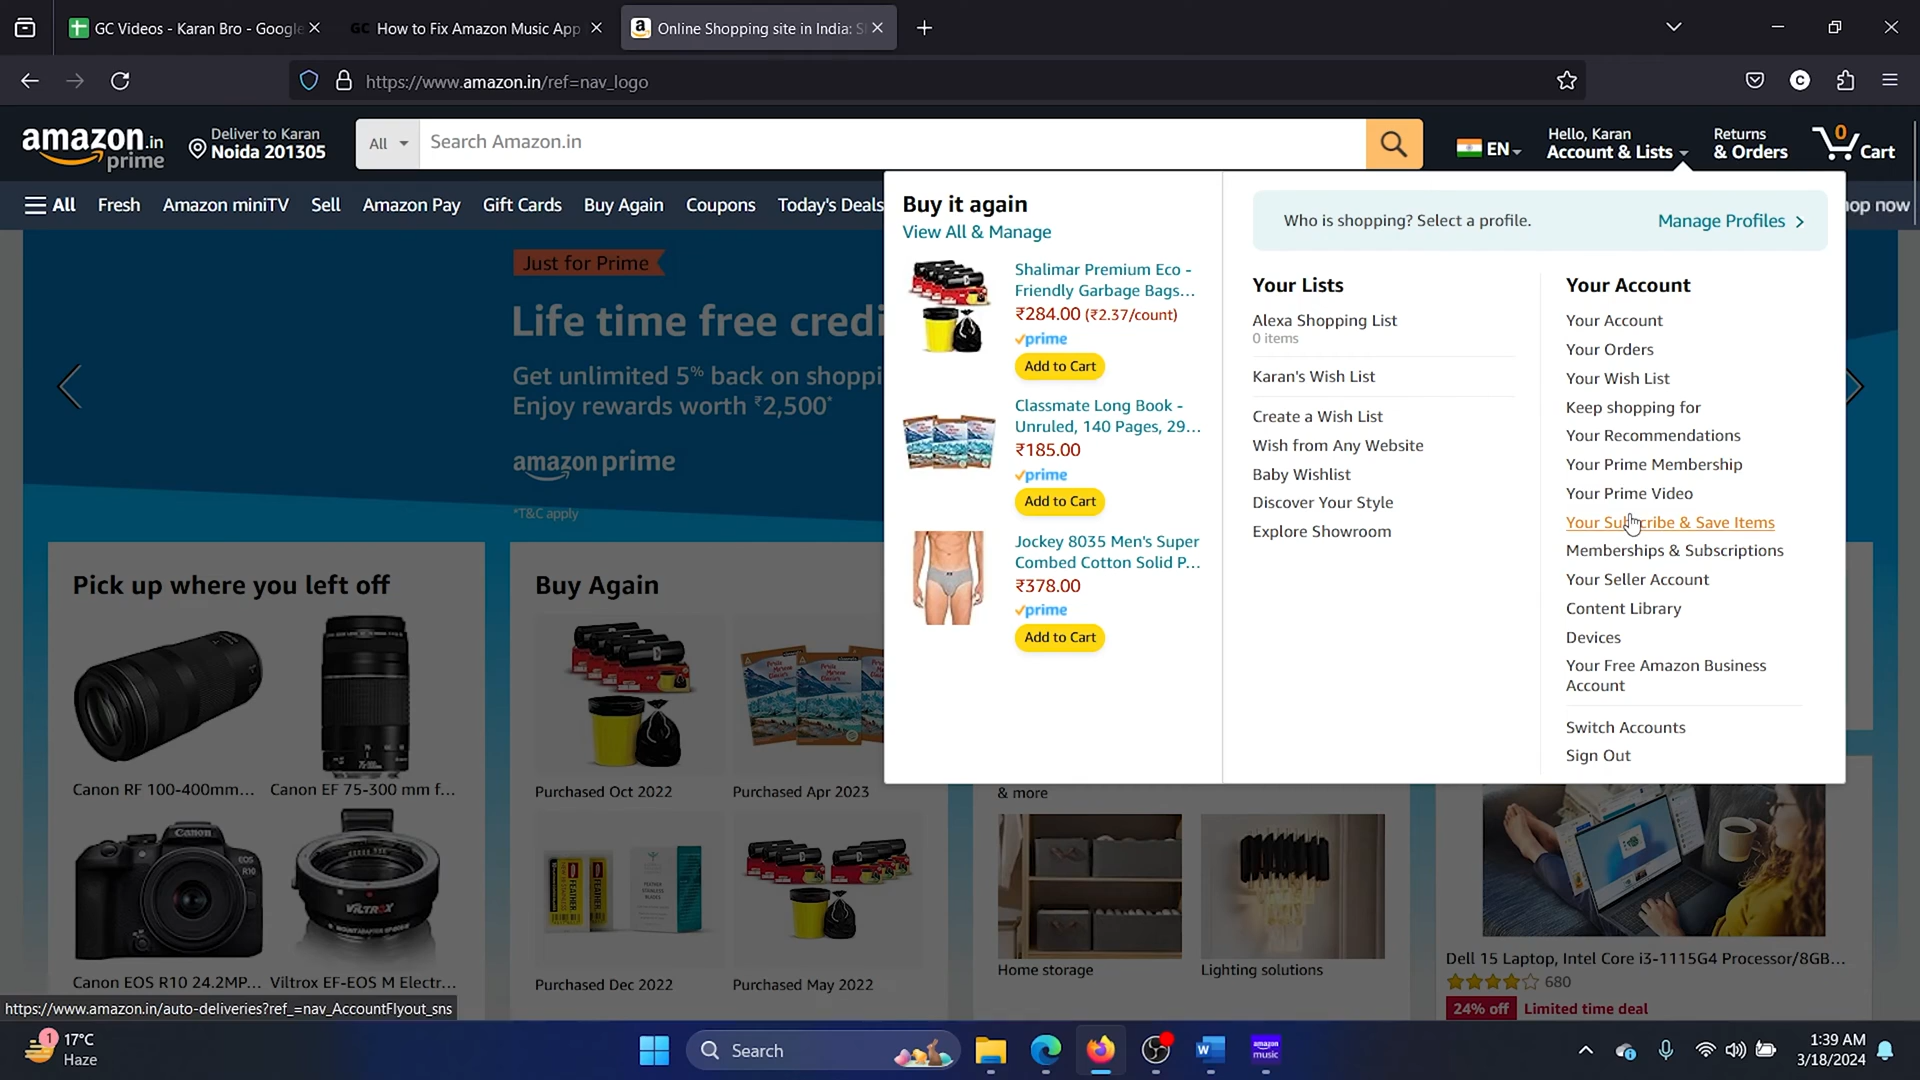 GC Videos - Karan Bro - Google
GC How to Fix Amazon Music App
Online Shopping site in India: S
https://www.amazon.in/ref=nav_logo
amazon.in
prime
Deliver to Karan
Noida 201305
All
Search Amazon.in
EN
Hello, Karan
Account & Lists
Returns
& Orders
0
Cart
All
Fresh
Amazon miniTV
Sell
Amazon Pay
Gift Cards
Buy Again
Coupons
Today's Deals
op now
Just for Prime
Life time free credi
Get unlimited 5% back on shoppi
Enjoy rewards worth ₹2,500*
amazon prime
*T&C apply
Buy it again
View All & Manage
Shalimar Premium Eco -
Friendly Garbage Bags...
₹284.00 (₹2.37/count)
prime
Add to Cart
Classmate Long Book -
Unruled, 140 Pages, 29...
₹185.00
prime
Add to Cart
Jockey 8035 Men's Super
Combed Cotton Solid P...
₹378.00
prime
Add to Cart
Who is shopping? Select a profile.
Manage Profiles
Your Lists
Alexa Shopping List
0 items
Karan's Wish List
Create a Wish List
Wish from Any Website
Baby Wishlist
Discover Your Style
Explore Showroom
Your Account
Your Account
Your Orders
Your Wish List
Keep shopping for
Your Recommendations
Your Prime Membership
Your Prime Video
Your Subscribe & Save Items
Memberships & Subscriptions
Your Seller Account
Content Library
Devices
Your Free Amazon Business
Account
Switch Accounts
Sign Out
Pick up where you left off
Canon RF 100-400mm...
Canon EF 75-300 mm f...
Canon
VILTROX
Canon EOS R10 24.2MP...
Viltrox EF-EOS M Electr...
Buy Again
Purchased Oct 2022
Purchased Apr 2023
FEATHER
FEATHER
Purchased Dec 2022
Purchased May 2022
& more
Home storage
Lighting solutions
Dell 15 Laptop, Intel Core i3-1115G4 Processor/8GB...
680
24% off
Limited time deal
https://www.amazon.in/auto-deliveries?ref_=nav_AccountFlyout_sns
1
17°C
Haze
Search
amazon
music
1:39 AM
3/18/2024